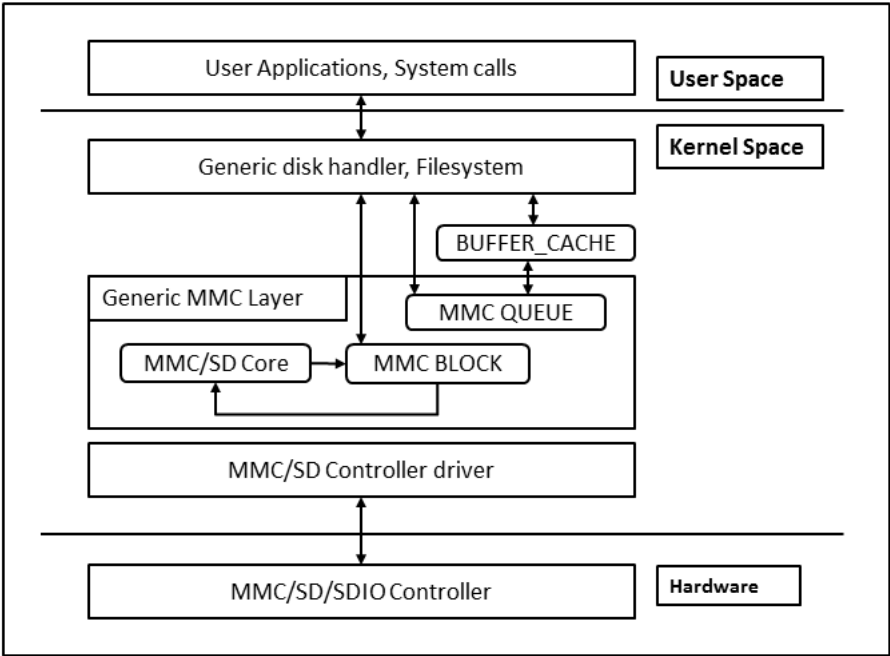 User Applications, System calls
User Space
Kernel Space
Generic disk handler, Filesystem
BUFFER_CACHE
Generic MMC Layer
MMC QUEUE
MMC/SD Core
MMC BLOCK
MMC/SD Controller driver
MMC/SD/SDIO Controller
Hardware